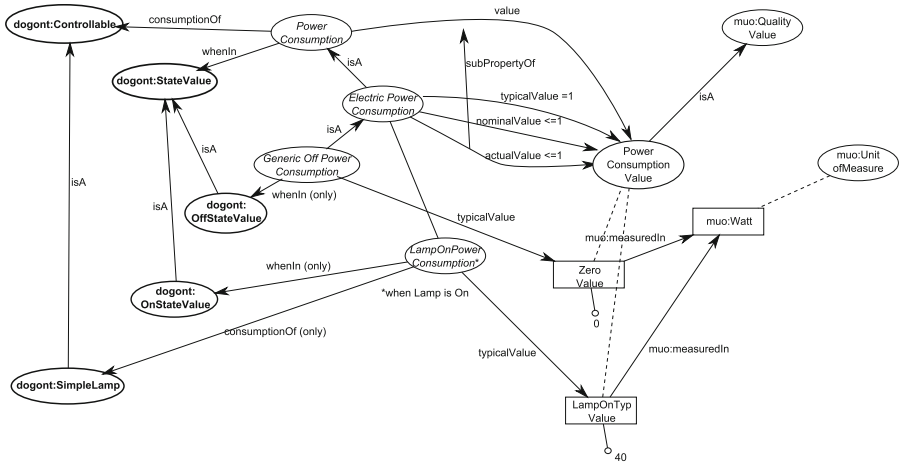 dogont:Controllable
consumptionOf
Power
Consumption
value
muo:Quality
Value
whenIn
isA
subPropertyOf
dogont:StateValue
Electric Power
Consumption
typicalValue =1
isA
nominalValue <=1
isA
isA
Generic Off Power
Consumption
actualValue <=1
Power
Consumption
Value
muo:Unit
ofMeasure
isA
whenIn (only)
isA
dogont:
OffStateValue
typicalValue
muo:Watt
muo:measuredIn
LampOnPower
Consumption*
whenIn (only)
Zero
Value
dogont:
OnStateValue
*when Lamp is On
0
consumptionOf (only)
typicalValue
muo:measuredIn
dogont:SimpleLamp
LampOnTyp
Value
40